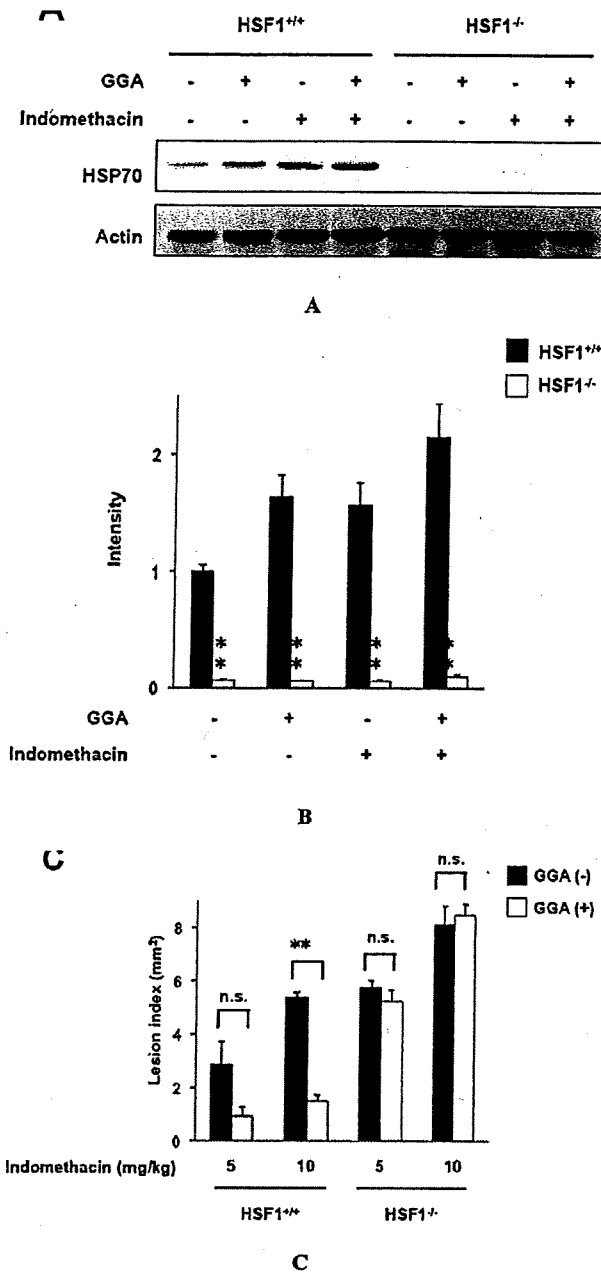 A
HSF1+/+ HSF1-/-
GGA - + - + - + - +
Indomethacin - - + + - - + +
HSP70
Actin
A
HSF1+/+
HSF1-/-
Intensity
2
1
0
** ** ** **
GGA - + - +
Indomethacin - - + +
B
C
GGA (-)
GGA (+)
Lesion index (mm²)
8
6
4
2
0
n.s. ** n.s. n.s.
Indomethacin (mg/kg) 5 10 5 10
HSF1+/+ HSF1-/-
C